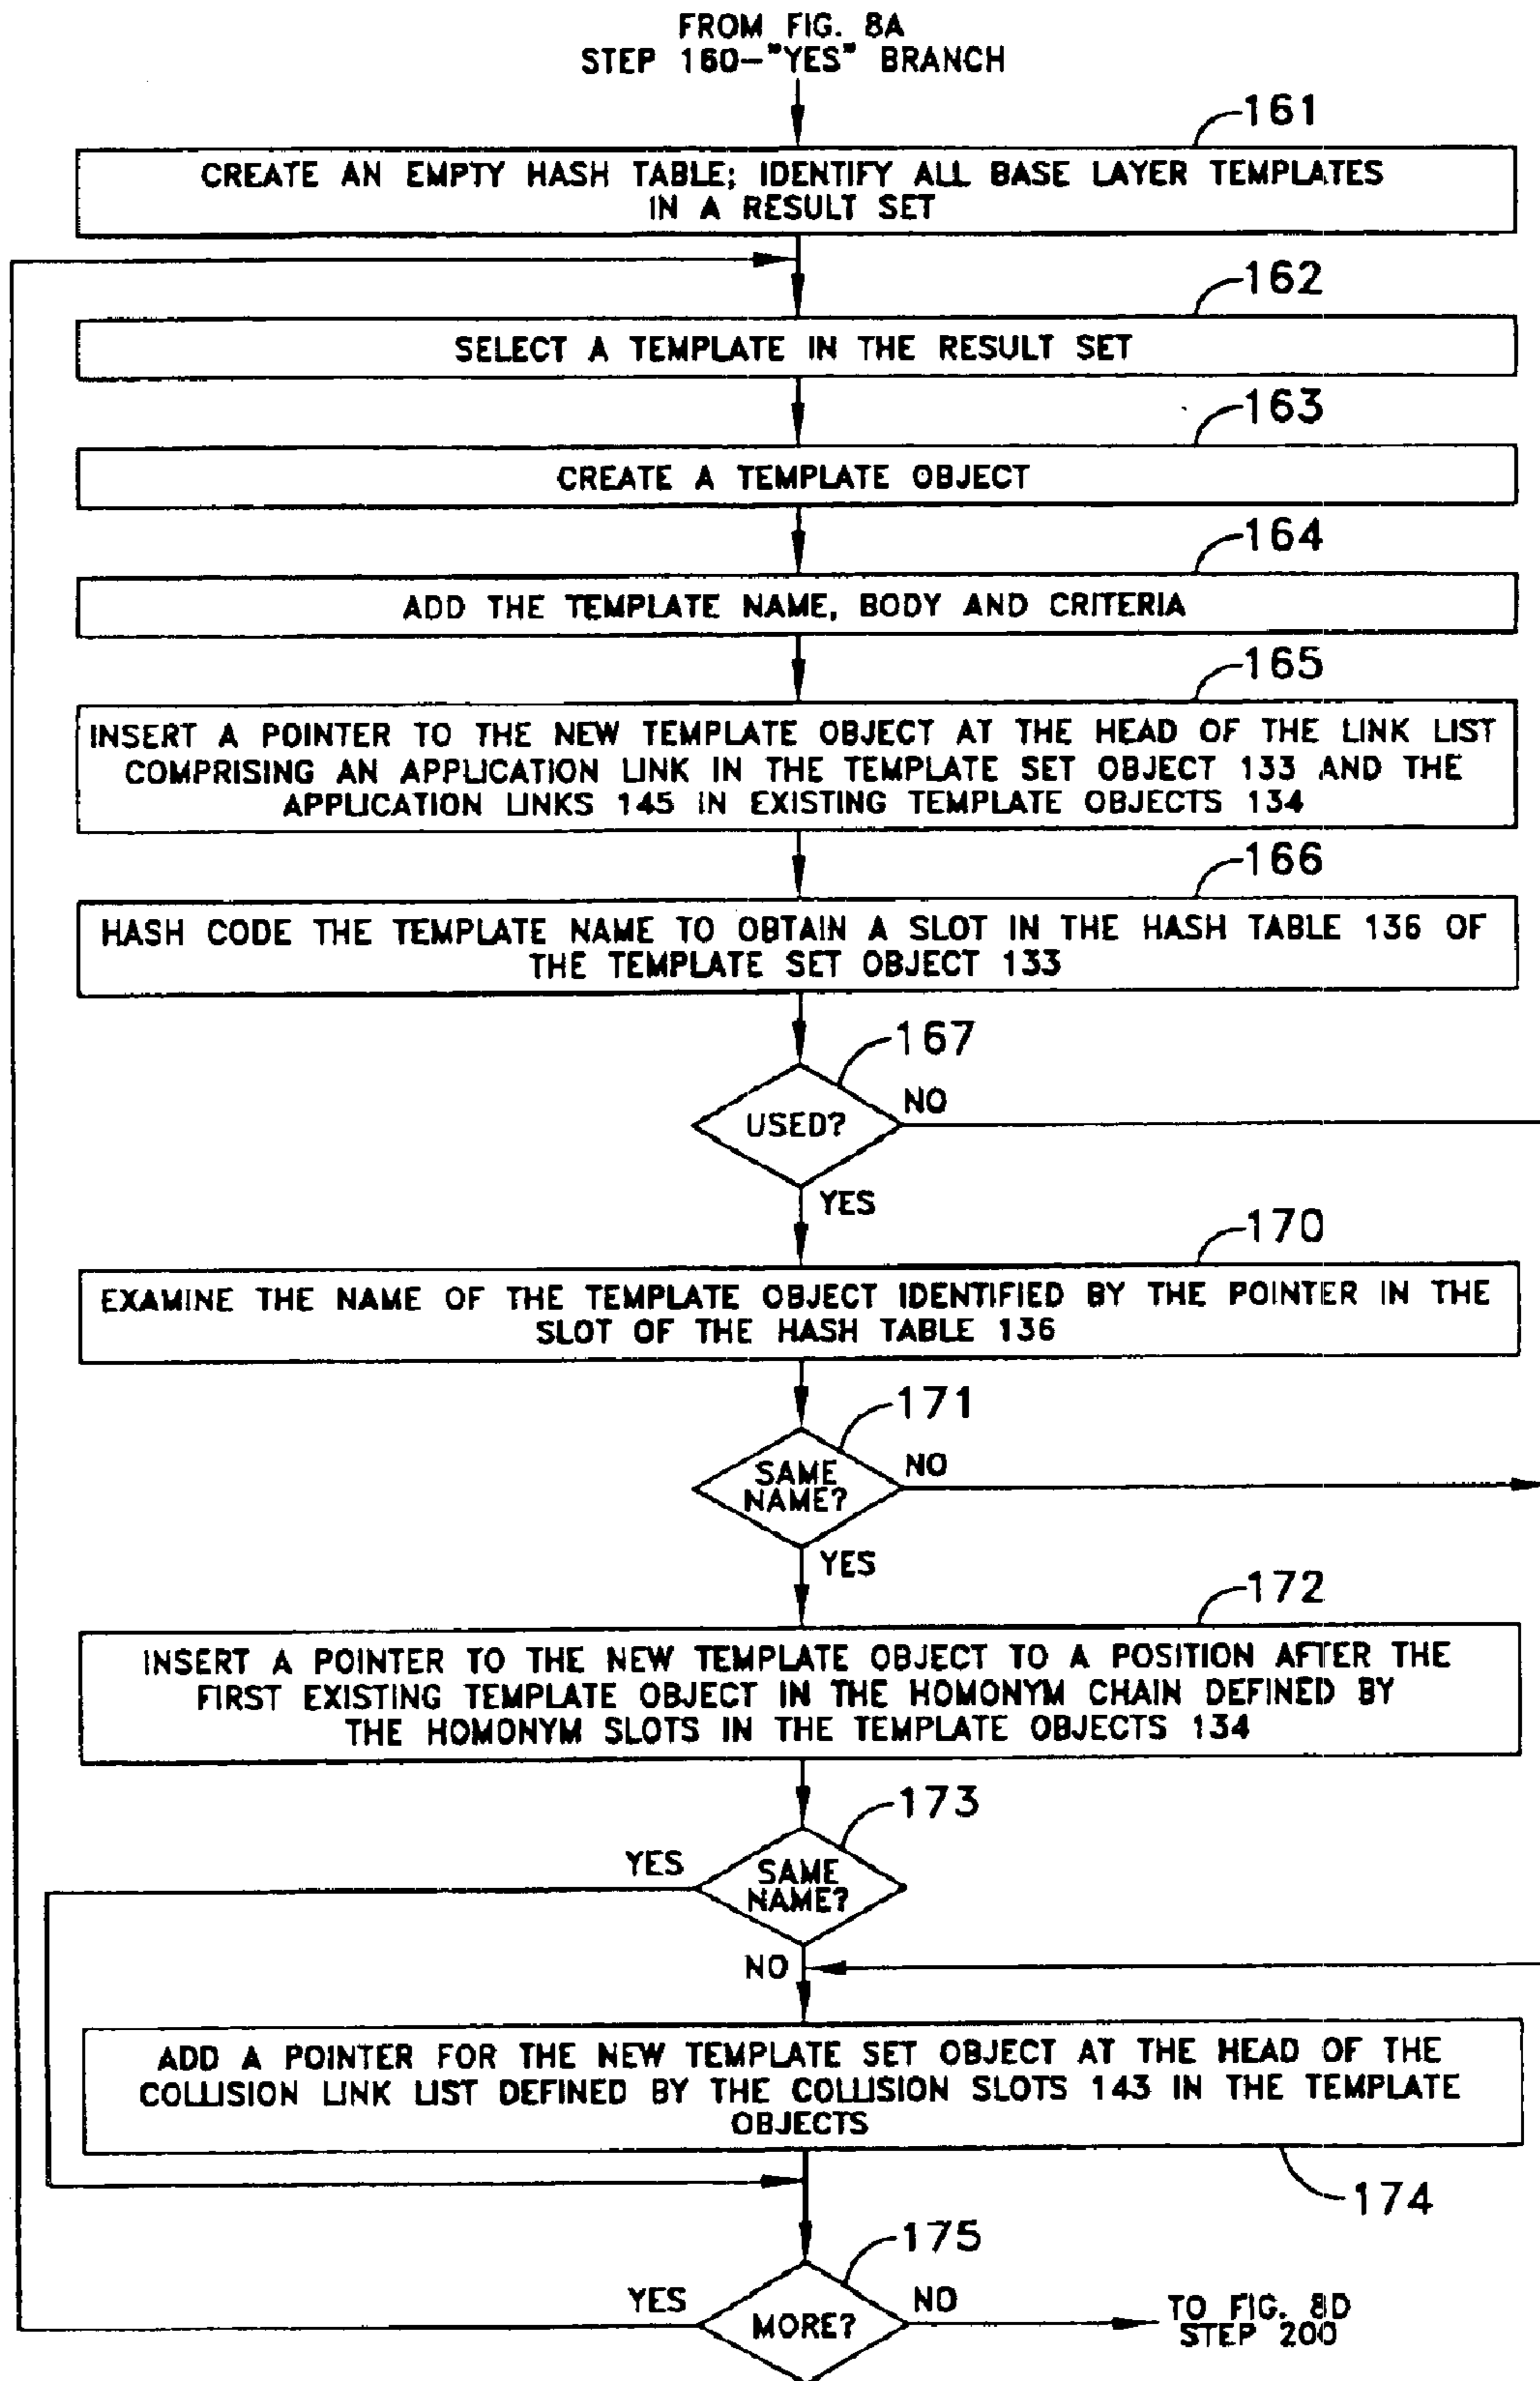 FROM FIG. 8A
STEP 160-"YES" BRANCH
161
CREATE AN EMPTY HASH TABLE; IDENTIFY ALL BASE LAYER TEMPLATES
IN A RESULT SET
162
SELECT A TEMPLATE IN THE RESULT SET
163
CREATE A TEMPLATE OBJECT
164
ADD THE TEMPLATE NAME, BODY AND CRITERIA
165
INSERT A POINTER TO THE NEW TEMPLATE OBJECT AT THE HEAD OF THE LINK LIST
COMPRISING AN APPLICATION LINK IN THE TEMPLATE SET OBJECT 133 AND THE
APPLICATION LINKS 145 IN EXISTING TEMPLATE OBJECTS 134
166
HASH CODE THE TEMPLATE NAME TO OBTAIN A SLOT IN THE HASH TABLE 136 OF
THE TEMPLATE SET OBJECT 133
167
USED?
NO
YES
170
EXAMINE THE NAME OF THE TEMPLATE OBJECT IDENTIFIED BY THE POINTER IN THE
SLOT OF THE HASH TABLE 136
171
SAME
NAME?
NO
YES
172
INSERT A POINTER TO THE NEW TEMPLATE OBJECT TO A POSITION AFTER THE
FIRST EXISTING TEMPLATE OBJECT IN THE HOMONYM CHAIN DEFINED BY
THE HOMONYM SLOTS IN THE TEMPLATE OBJECTS 134
173
YES
SAME
NAME?
NO
ADD A POINTER FOR THE NEW TEMPLATE SET OBJECT AT THE HEAD OF THE
COLLISION LINK LIST DEFINED BY THE COLLISION SLOTS 143 IN THE TEMPLATE
OBJECTS
174
175
YES
MORE?
NO
TO FIG. 8D
STEP 200